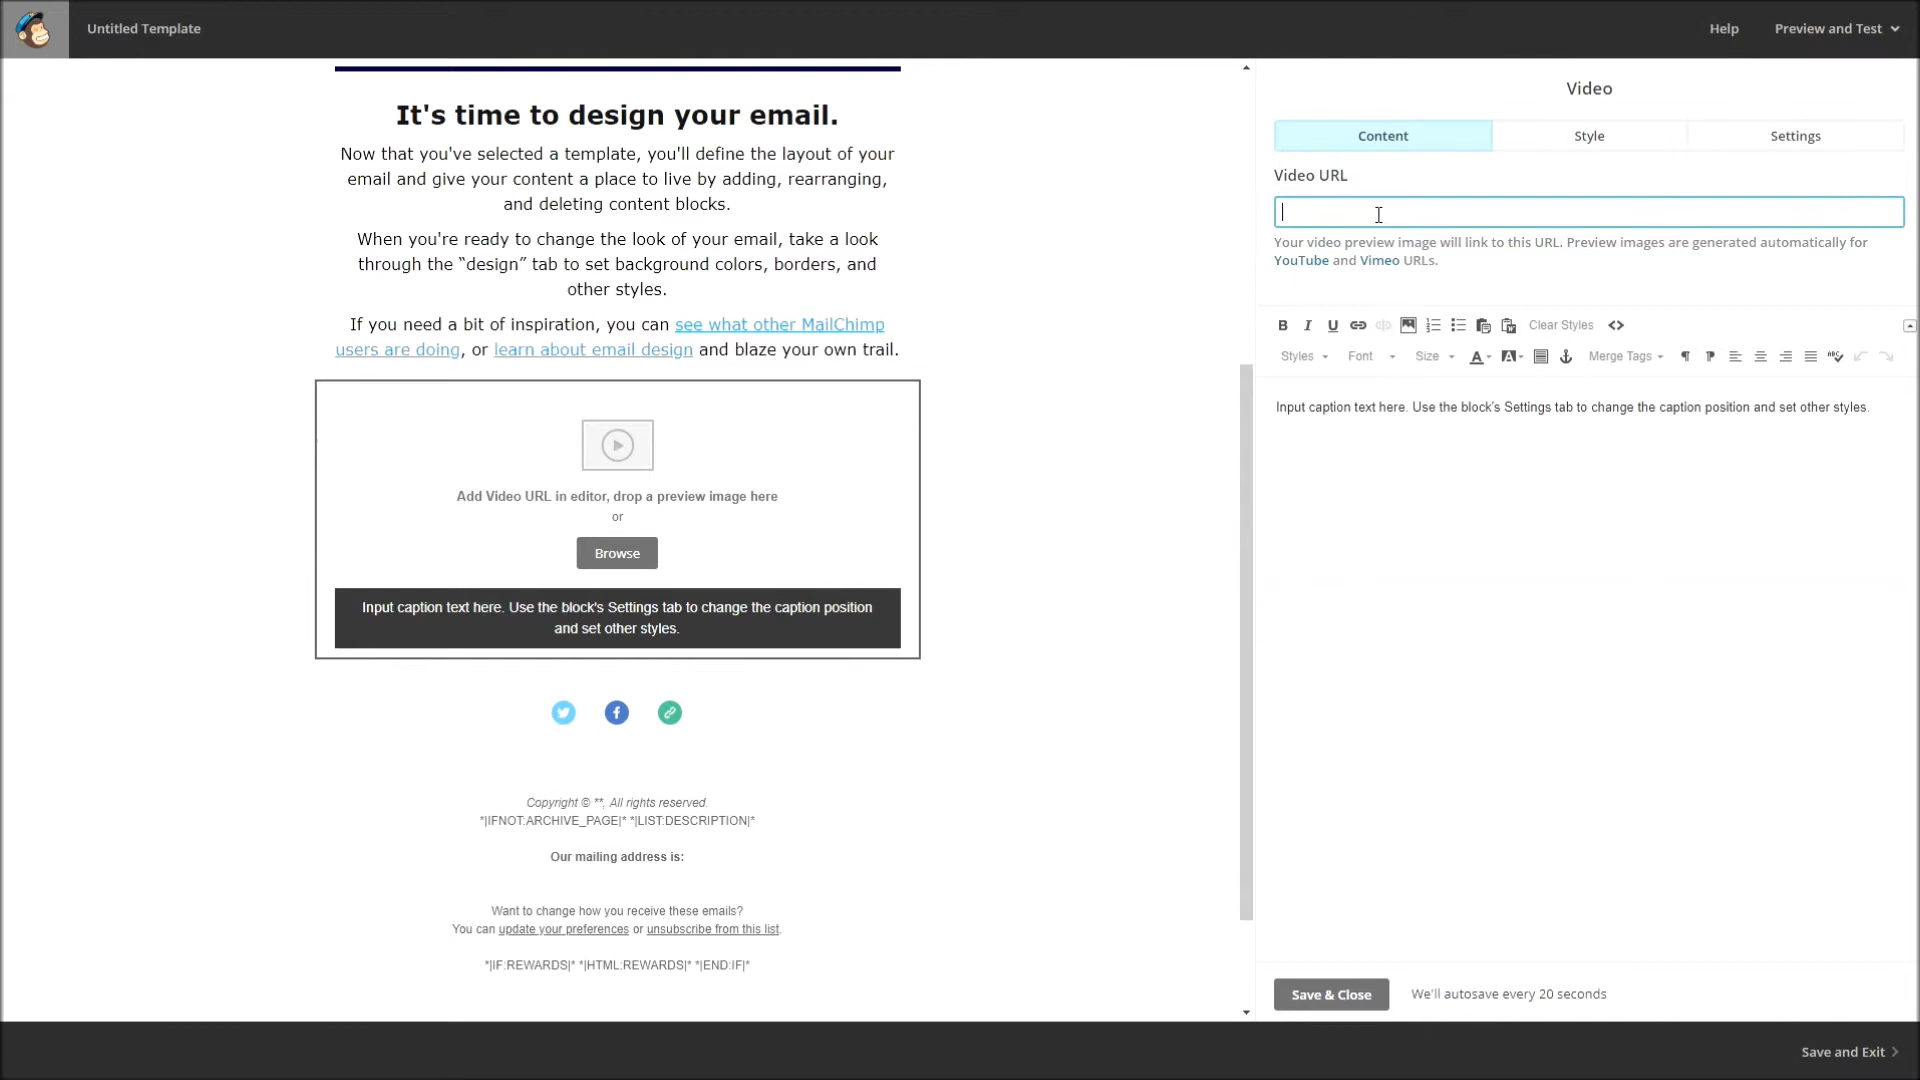 Untitled Template
Help
Preview and Test
It's time to design your email.
Now that you've selected a template, you'll define the layout of your
email and give your content a place to live by adding, rearranging,
and deleting content blocks.
When you're ready to change the look of your email, take a look
through the “design” tab to set background colors, borders, and
other styles.
If you need a bit of inspiration, you can see what other MailChimp
users are doing, or learn about email design and blaze your own trail.
Add Video URL in editor, drop a preview image here
or
Browse
Input caption text here. Use the block's Settings tab to change the caption position
and set other styles.
Copyright © **, All rights reserved.
*|IFNOT:ARCHIVE_PAGE|* *|LIST:DESCRIPTION|*
Our mailing address is:
Want to change how you receive these emails?
You can update your preferences or unsubscribe from this list.
*|IF:REWARDS|* *|HTML:REWARDS|* *|END:IF|*
Video
Content
Style
Settings
Video URL
Your video preview image will link to this URL. Preview images are generated automatically for
YouTube and Vimeo URLs.
B I U Clear Styles
Styles Font Size A A Merge Tags
Input caption text here. Use the block's Settings tab to change the caption position and set other styles.
Save & Close
We'll autosave every 20 seconds
Save and Exit